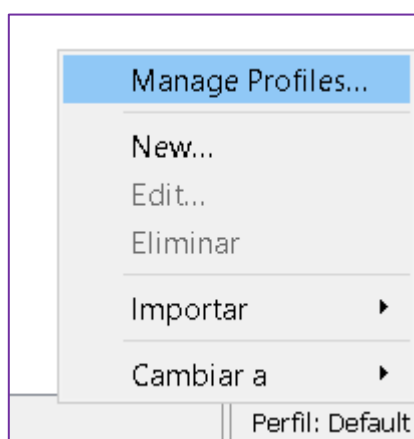 Manage Profiles...
New...
Edit...
Eliminar
Importar
Cambiar a
Perfil: Default